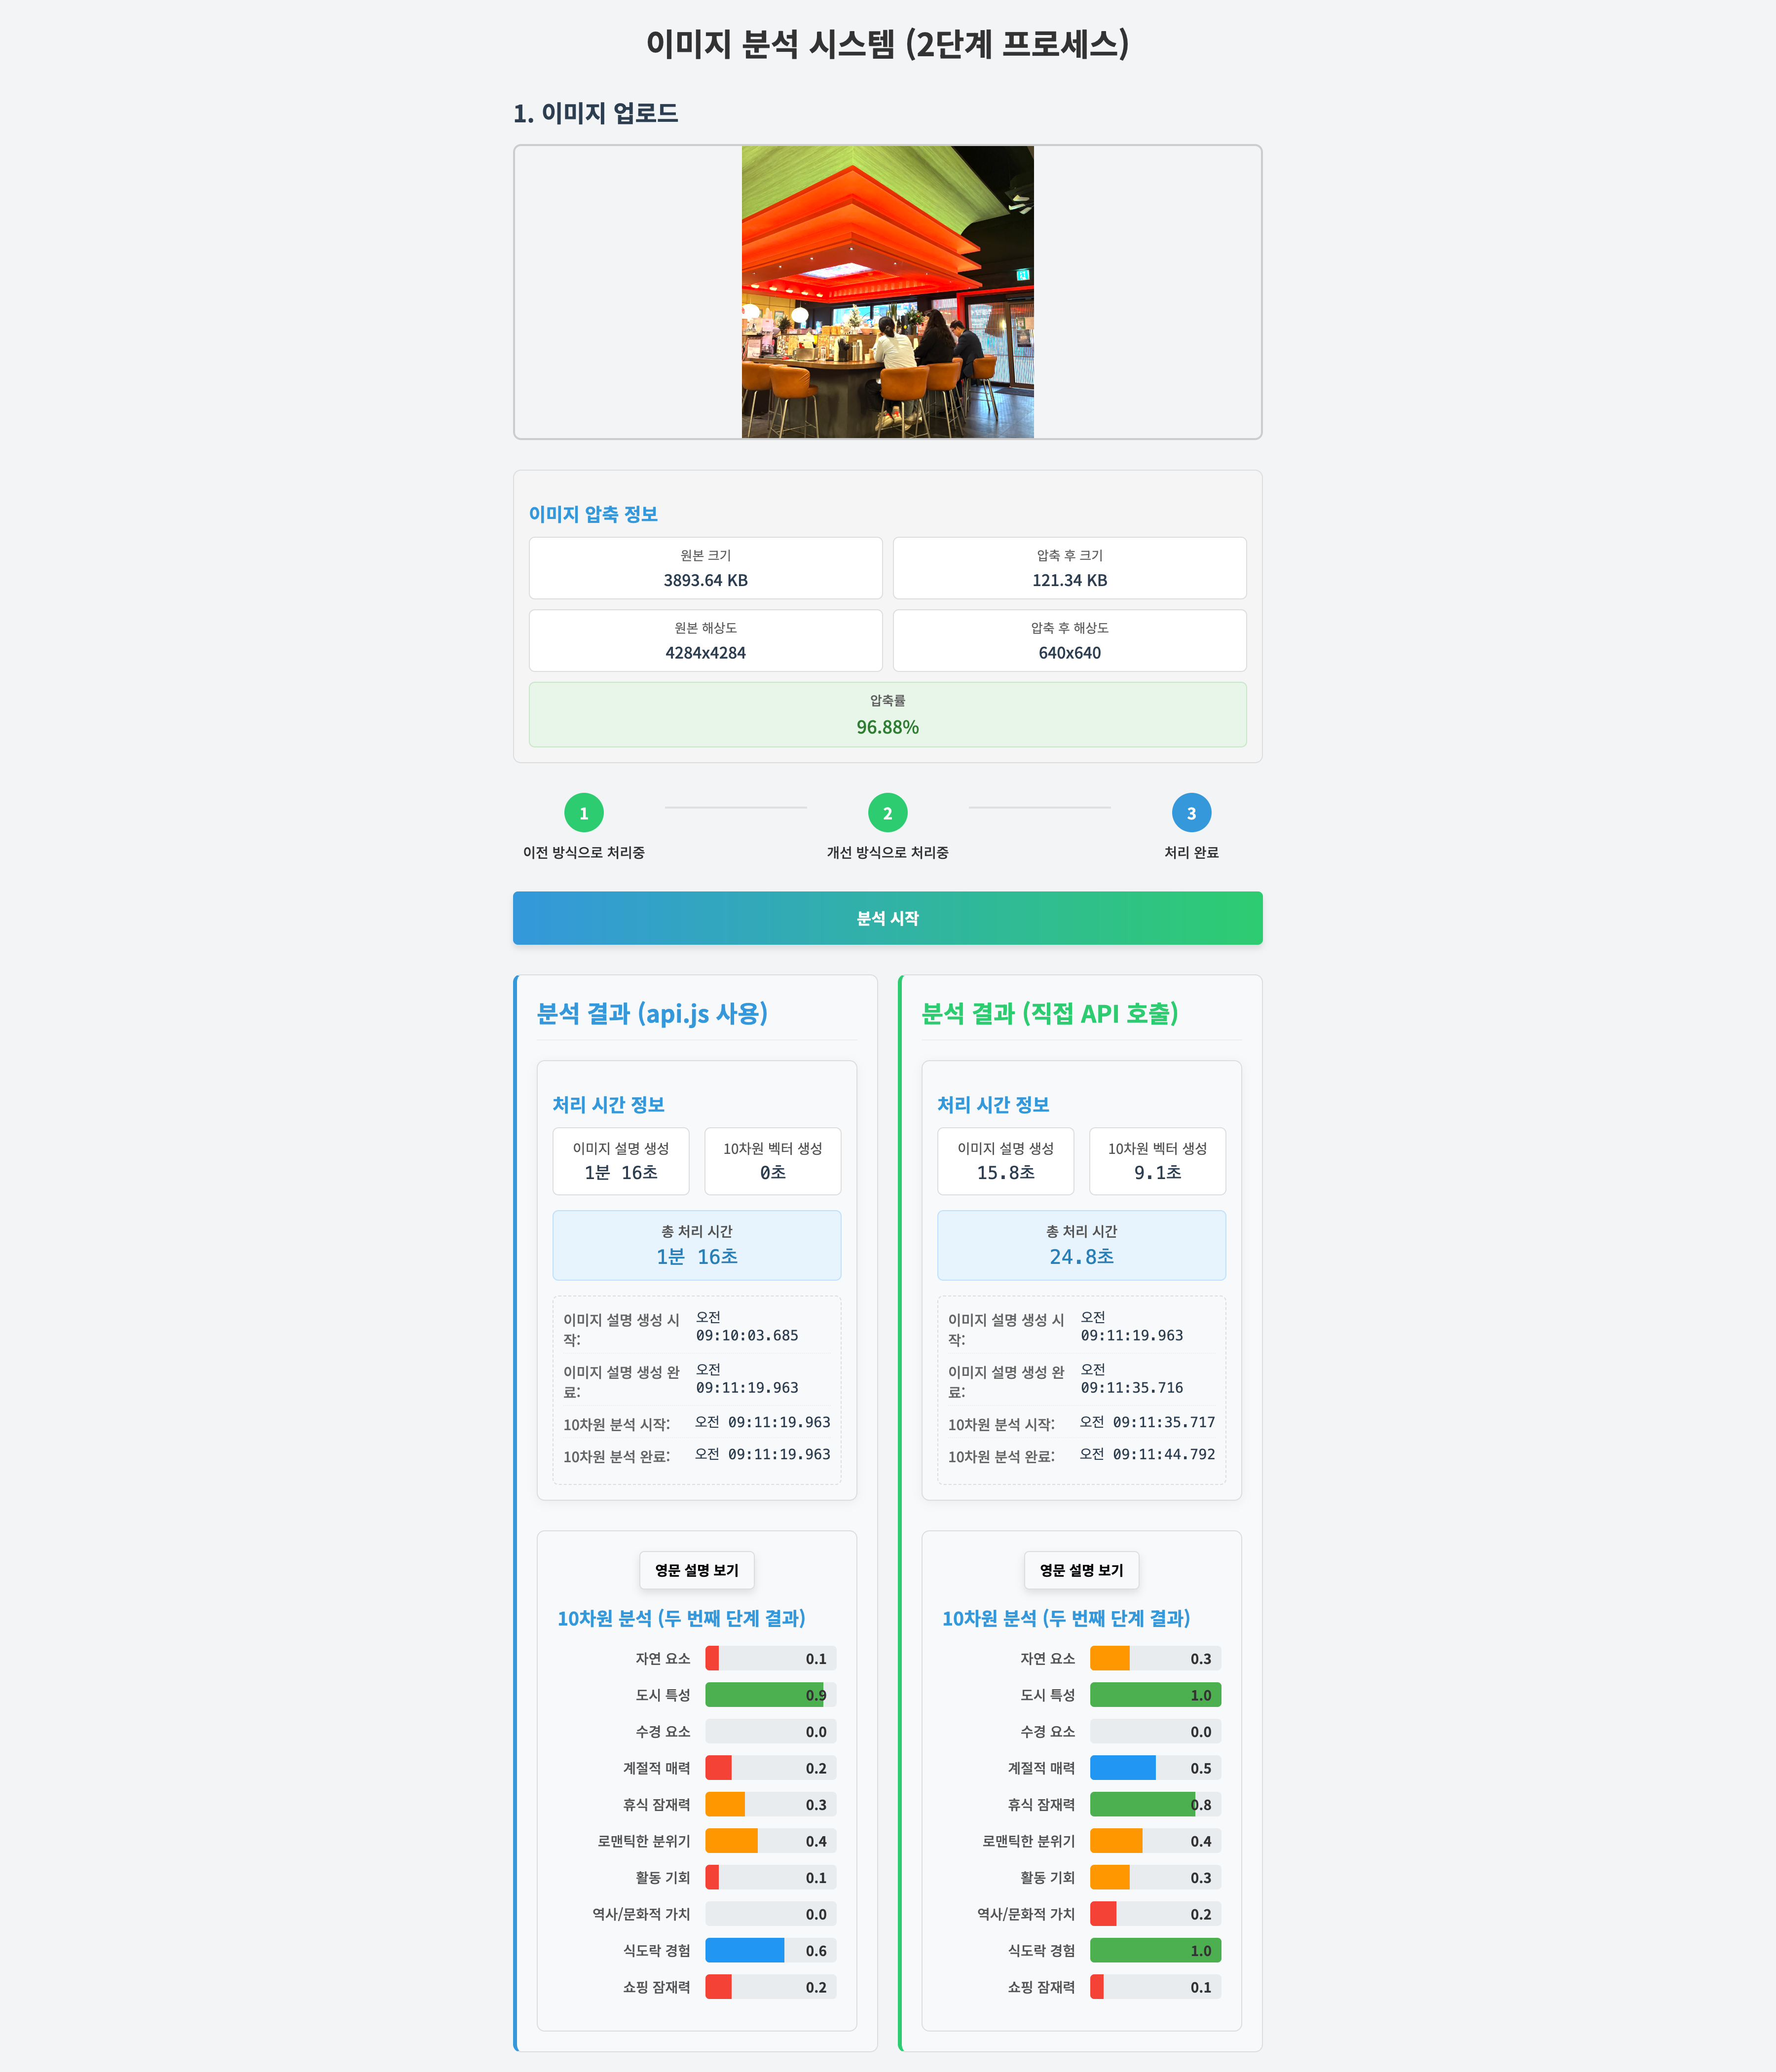 이미지 분석 시스템 (2단계 프로세스)
1. 이미지 업로드
이미지 압축 정보
원본 크기
3893.64 KB
압축 후 크기
121.34 KB
원본 해상도
4284x4284
압축 후 해상도
640x640
압축률
96.88%
1
2
3
이전 방식으로 처리중
개선 방식으로 처리중
처리 완료
분석 시작
분석 결과 (api.js 사용)
처리 시간 정보
이미지 설명 생성
1분 16초
10차원 벡터 생성
0초
총 처리 시간
1분 16초
이미지 설명 생성 시
작:
오전
09:10:03.685
이미지 설명 생성 완
료:
오전
09:11:19.963
10차원 분석 시작: 오전 09:11:19.963
10차원 분석 완료: 오전 09:11:19.963
영문 설명 보기
10차원 분석 (두 번째 단계 결과)
자연 요소 0.1
도시 특성 0.9
수경 요소 0.0
계절적 매력 0.2
휴식 잠재력 0.3
로맨틱한 분위기 0.4
활동 기회 0.1
역사/문화적 가치 0.0
식도락 경험 0.6
쇼핑 잠재력 0.2
분석 결과 (직접 API 호출)
처리 시간 정보
이미지 설명 생성
15.8초
10차원 벡터 생성
9.1초
총 처리 시간
24.8초
이미지 설명 생성 시
작:
오전
09:11:19.963
이미지 설명 생성 완
료:
오전
09:11:35.716
10차원 분석 시작: 오전 09:11:35.717
10차원 분석 완료: 오전 09:11:44.792
영문 설명 보기
10차원 분석 (두 번째 단계 결과)
자연 요소 0.3
도시 특성 1.0
수경 요소 0.0
계절적 매력 0.5
휴식 잠재력 0.8
로맨틱한 분위기 0.4
활동 기회 0.3
역사/문화적 가치 0.2
식도락 경험 1.0
쇼핑 잠재력 0.1